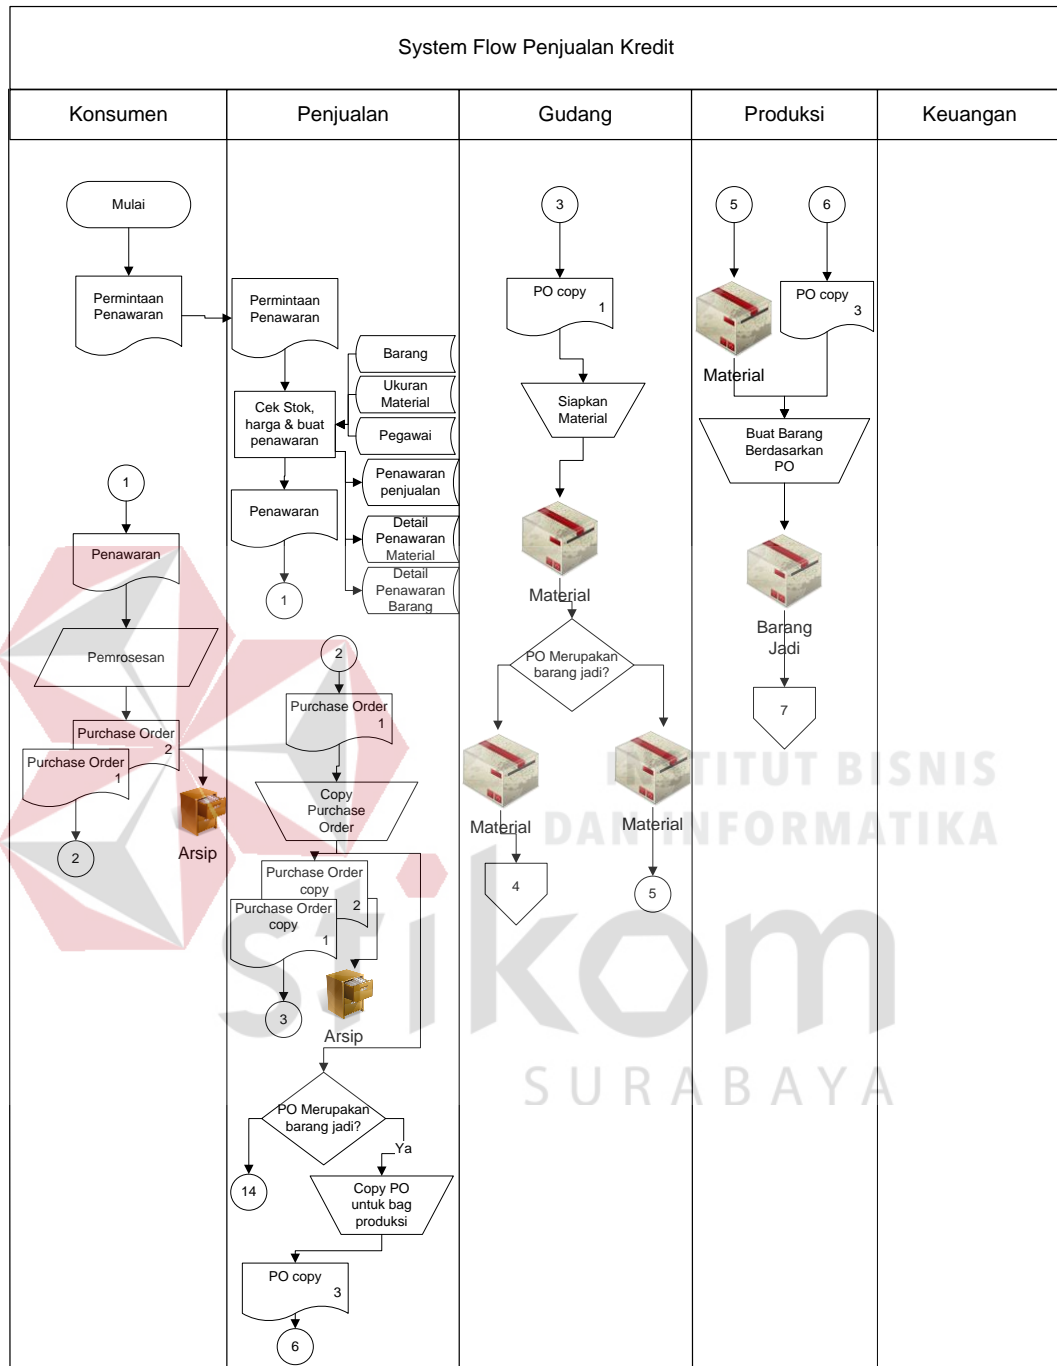 System Flow Penjualan Kredit
Konsumen
Penjualan
Gudang
Produksi
Keuangan
Mulai
Permintaan
Penawaran
1
Penawaran
Pemrosesan
Purchase Order
2
Purchase Order
1
Arsip
2
Permintaan
Penawaran
Barang
Ukuran
Material
Pegawai
Cek Stok,
harga & buat
penawaran
Penawaran
penjualan
Detail
Penawaran
Material
Detail
Penawaran
Barang
Penawaran
1
2
Purchase Order
1
Copy
Purchase
Order
Purchase Order
copy
2
Purchase Order
copy
1
3
Arsip
PO Merupakan
barang jadi?
Ya
14
Copy PO
untuk bag
produksi
PO copy
3
6
3
PO copy
1
Siapkan
Material
Material
PO Merupakan
barang jadi?
Material
Material
4
5
5
6
PO copy
3
Material
Buat Barang
Berdasarkan
PO
Barang
Jadi
7
INSTITUT BISNIS
DAN INFORMATIKA
stikom
SURABAYA